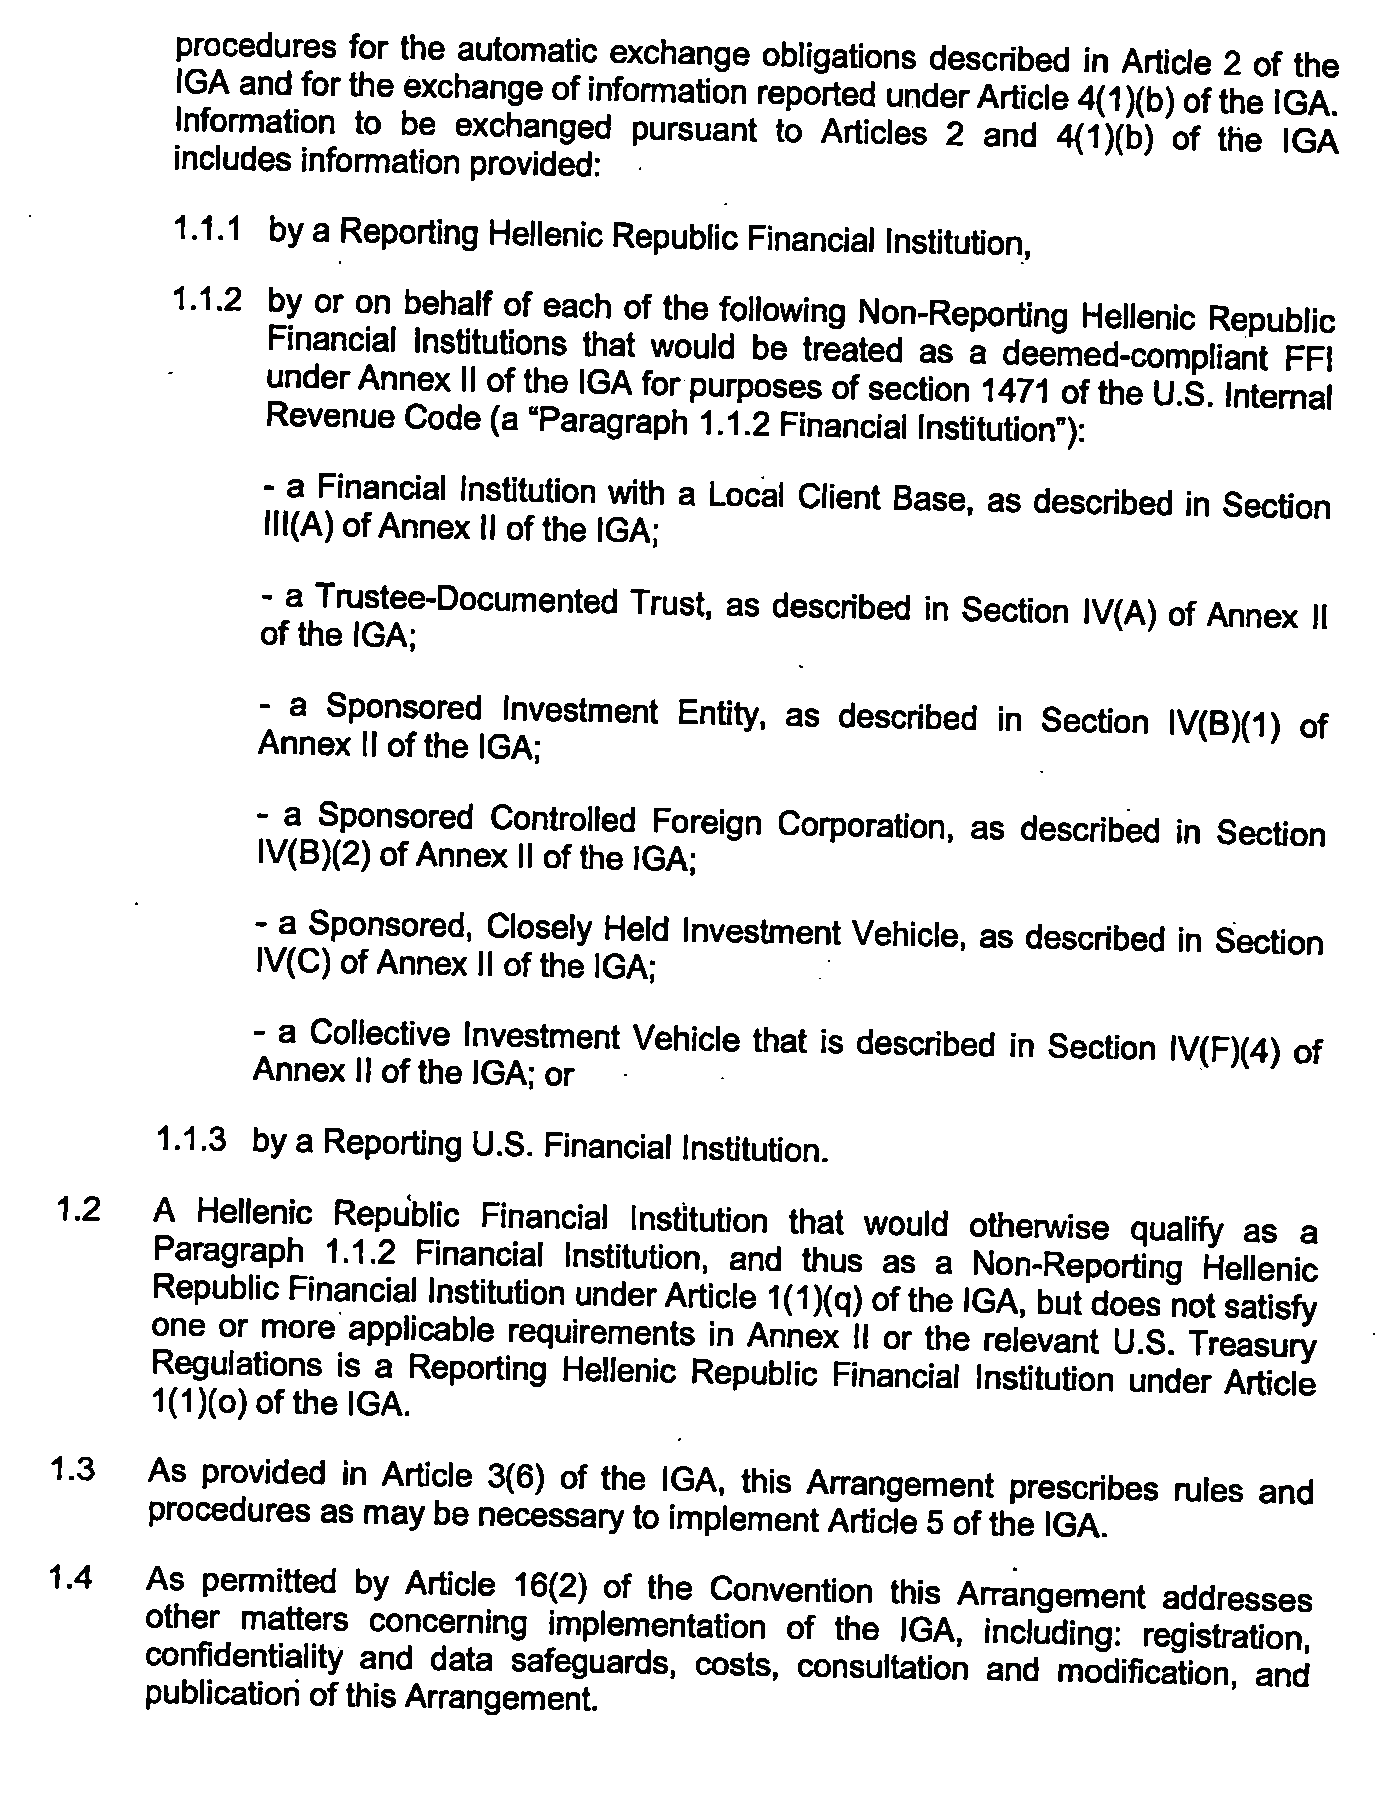 procedures for the automatic exchange obligations described in Article 2 of the
IGA and for the exchange of information reported under Article 4(1)(b) of the IGA.
Information to be exchanged pursuant to Articles 2 and 4(1)(b) of the IGA
includes information provided:
1.1.1 by a Reporting Hellenic Republic Financial Institution,
1.1.2 by or on behalf of each of the following Non-Reporting Hellenic Republic
Financial Institutions that would be treated as a deemed-compliant FFI
under Annex II of the IGA for purposes of section 1471 of the U.S. Internal
Revenue Code (a "Paragraph 1.1.2 Financial Institution"):
- a Financial Institution with a Local Client Base, as described in Section
III(A) of Annex II of the IGA;
- a Trustee-Documented Trust, as described in Section IV(A) of Annex II
of the IGA;
- a Sponsored Investment Entity, as described in Section IV(B)(1) of
Annex II of the IGA;
- a Sponsored Controlled Foreign Corporation, as described in Section
IV(B)(2) of Annex II of the IGA;
- a Sponsored, Closely Held Investment Vehicle, as described in Section
IV(C) of Annex II of the IGA;
- a Collective Investment Vehicle that is described in Section IV(F)(4) of
Annex II of the IGA; or
1.1.3 by a Reporting U.S. Financial Institution.
1.2 A Hellenic Republic Financial Institution that would otherwise qualify as a
Paragraph 1.1.2 Financial Institution, and thus as a Non-Reporting Hellenic
Republic Financial Institution under Article 1(1)(q) of the IGA, but does not satisfy
one or more applicable requirements in Annex II or the relevant U.S. Treasury
Regulations is a Reporting Hellenic Republic Financial Institution under Article
1(1)(o) of the IGA.
1.3 As provided in Article 3(6) of the IGA, this Arrangement prescribes rules and
procedures as may be necessary to implement Article 5 of the IGA.
1.4 As permitted by Article 16(2) of the Convention this Arrangement addresses
other matters concerning implementation of the IGA, including: registration,
confidentiality and data safeguards, costs, consultation and modification, and
publication of this Arrangement.